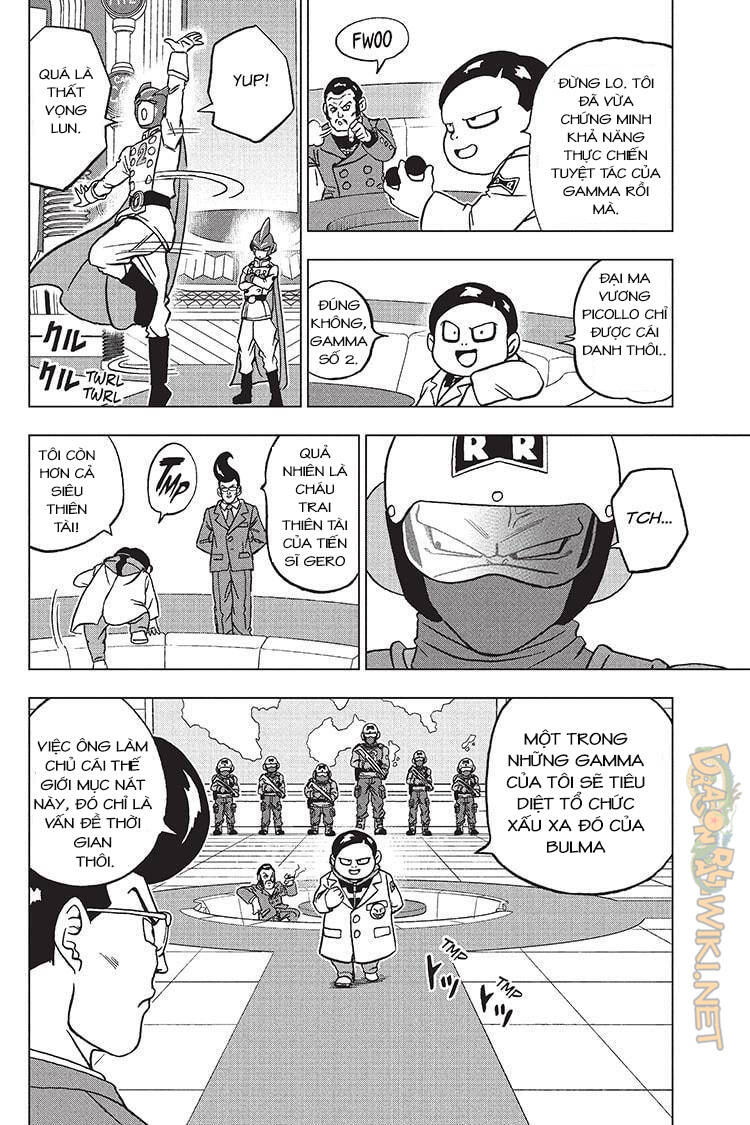 FWOO
ĐỪNG LO, TÔI
ĐÃ VỪA
CHỨNG MINH
KHẢ NĂNG
THỰC CHIẾN
TUYỆT TÁC CỦA
GAMMA RỒI
MÀ.
ĐẠI MA
VƯƠNG
PICOLLO CHỈ
ĐƯỢC CÁI
DANH THÔI..
ĐÚNG
KHÔNG,
GAMMA
SỐ 2.
YUP!
QUÁ LÀ
THẤT
VỌNG
LUN.
クル
クル
TWRL
TWRL
R R
TCH...
QUẢ
NHIÊN LÀ
CHÁU
TRAI
THIÊN TÀI
CỦA TIẾN
SĨ GERO
TMP
TÔI CÒN
HƠN CẢ
SIÊU
THIÊN
TÀI!
MỘT TRONG
NHỮNG GAMMA
CỦA TÔI SẼ TIÊU
DIỆT TỔ CHỨC
XẤU XA ĐÓ CỦA
BULMA
VIỆC ÔNG LÀM
CHỦ CÁI THẾ
GIỚI MỤC NÁT
NÀY, ĐÓ CHỈ LÀ
VẤN ĐỀ THỜI
GIAN
THÔI.
TMP
TMP
DRAGON BALL
WIKI.NET